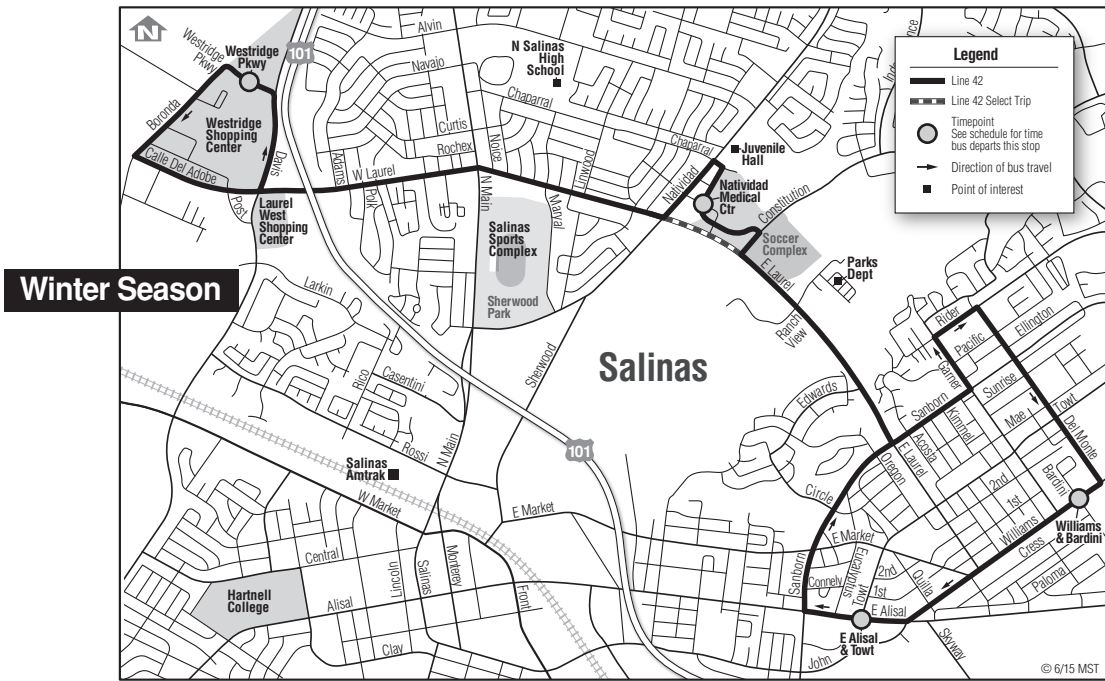 N
Westridge
Pkwy
Westridge
Pkwy
101
Alvin
Navajo
N Salinas
High
School
Chaparral
Curtis
Rochex
Noice
Linwood
Chaparral
Boronda
Westridge
Shopping
Center
Davis
Calle Del Adobe
Adams
W Laurel
Polk
Post
Laurel
West
Shopping
Center
N Main
Salinas
Sports
Complex
Maryal
Sherwood
Park
Natividad
Juvenile
Hall
Natividad
Medical
Ctr
Constitution
Soccer
Complex
E Laurel
Parks
Dept
Legend
Line 42
Line 42 Select Trip
Timepoint
See schedule for time
bus departs this stop
Direction of bus travel
Point of interest
Winter Season
Larkin
Rico
Casentini
Rossi
N Main
Sherwood
Salinas
Ranch
View
Rider
Pacific
Ellington
Garner
Sunrise
Sanborn
Kimmel
Mae
Towt
Del Monte
Edwards
Acosta
E Laurel
Oregon
2nd
1st
Bardini
Williams
Williams
& Bardini
Cress
Paloma
101
Salinas
Amtrak
W Market
E Market
Circle
E Market
Sanborn
Connely
Eucalyptus
Towt
2nd
1st
Quilla
E Alisal
E Alisal
& Towt
Skyway
John
Central
Lincoln
Salinas
Monterey
Front
Hartnell
College
Alisal
Clay
© 6/15 MST